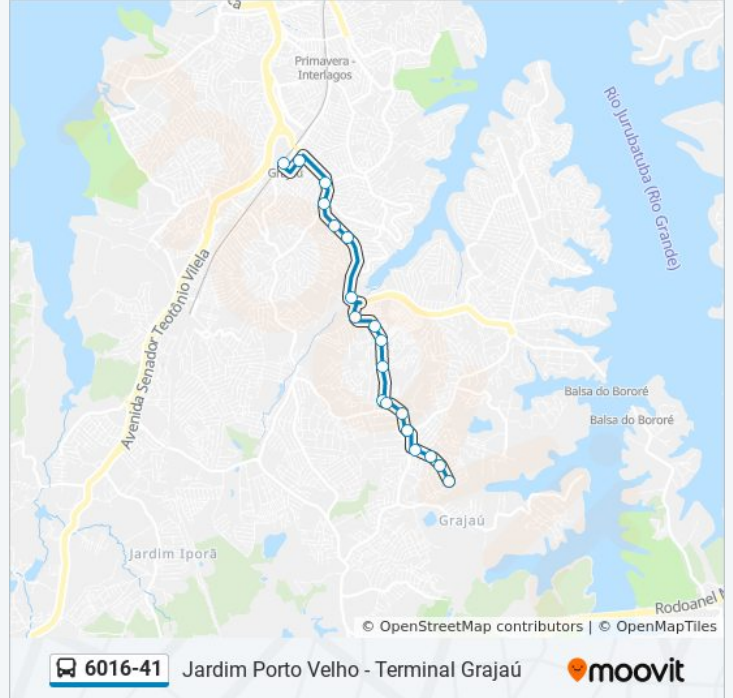 Primavera -
Interlagos
Rio Jurubatuba (Rio Grande)
Avenida Senador Teotônio Vilela
Balsa do Bororé
Balsa do Bororé
Grajaú
Jardim Iporã
Rodoanel
© OpenStreetMap contributors | © OpenMapTiles
6016-41 Jardim Porto Velho - Terminal Grajaú
moovit